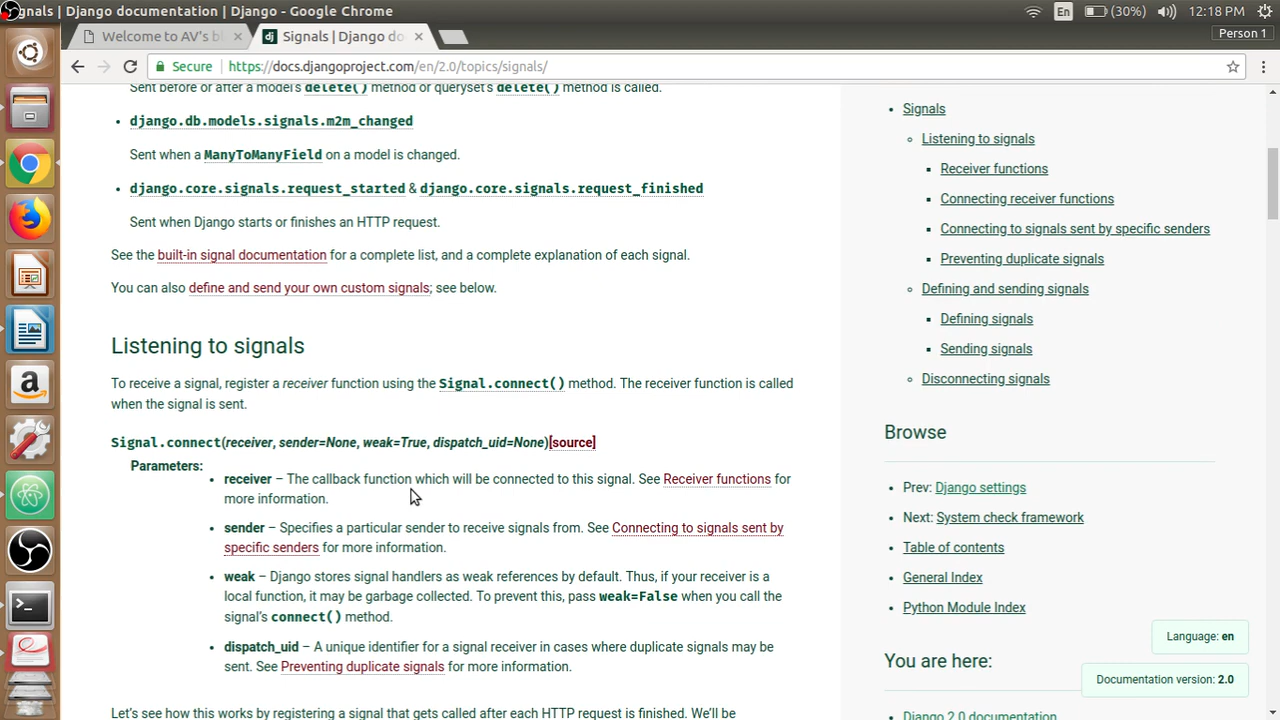 gnals | Django documentation | Django - Google Chrome
En
(30%)
12:18 PM
Welcome to AV's bl
Signals | Django do
Person 1
Secure
https://docs.djangoproject.com/en/2.0/topics/signals/
Sent before or after a model's delete() method or queryset's delete() method is called.
django.db.models.signals.m2m_changed
Sent when a ManyToManyField on a model is changed.
django.core.signals.request_started & django.core.signals.request_finished
Sent when Django starts or finishes an HTTP request.
See the built-in signal documentation for a complete list, and a complete explanation of each signal.
You can also define and send your own custom signals; see below.
Listening to signals
To receive a signal, register a receiver function using the Signal.connect() method. The receiver function is called
when the signal is sent.
Signal.connect(receiver, sender=None, weak=True, dispatch_uid=None)[source]
Parameters:
receiver – The callback function which will be connected to this signal. See Receiver functions for
more information.
sender – Specifies a particular sender to receive signals from. See Connecting to signals sent by
specific senders for more information.
weak – Django stores signal handlers as weak references by default. Thus, if your receiver is a
local function, it may be garbage collected. To prevent this, pass weak=False when you call the
signal's connect() method.
dispatch_uid – A unique identifier for a signal receiver in cases where duplicate signals may be
sent. See Preventing duplicate signals for more information.
Let's see how this works by registering a signal that gets called after each HTTP request is finished. We'll be
Signals
Listening to signals
Receiver functions
Connecting receiver functions
Connecting to signals sent by specific senders
Preventing duplicate signals
Defining and sending signals
Defining signals
Sending signals
Disconnecting signals
Browse
Prev: Django settings
Next: System check framework
Table of contents
General Index
Python Module Index
Language: en
You are here:
Documentation version: 2.0
Django 2.0 documentation